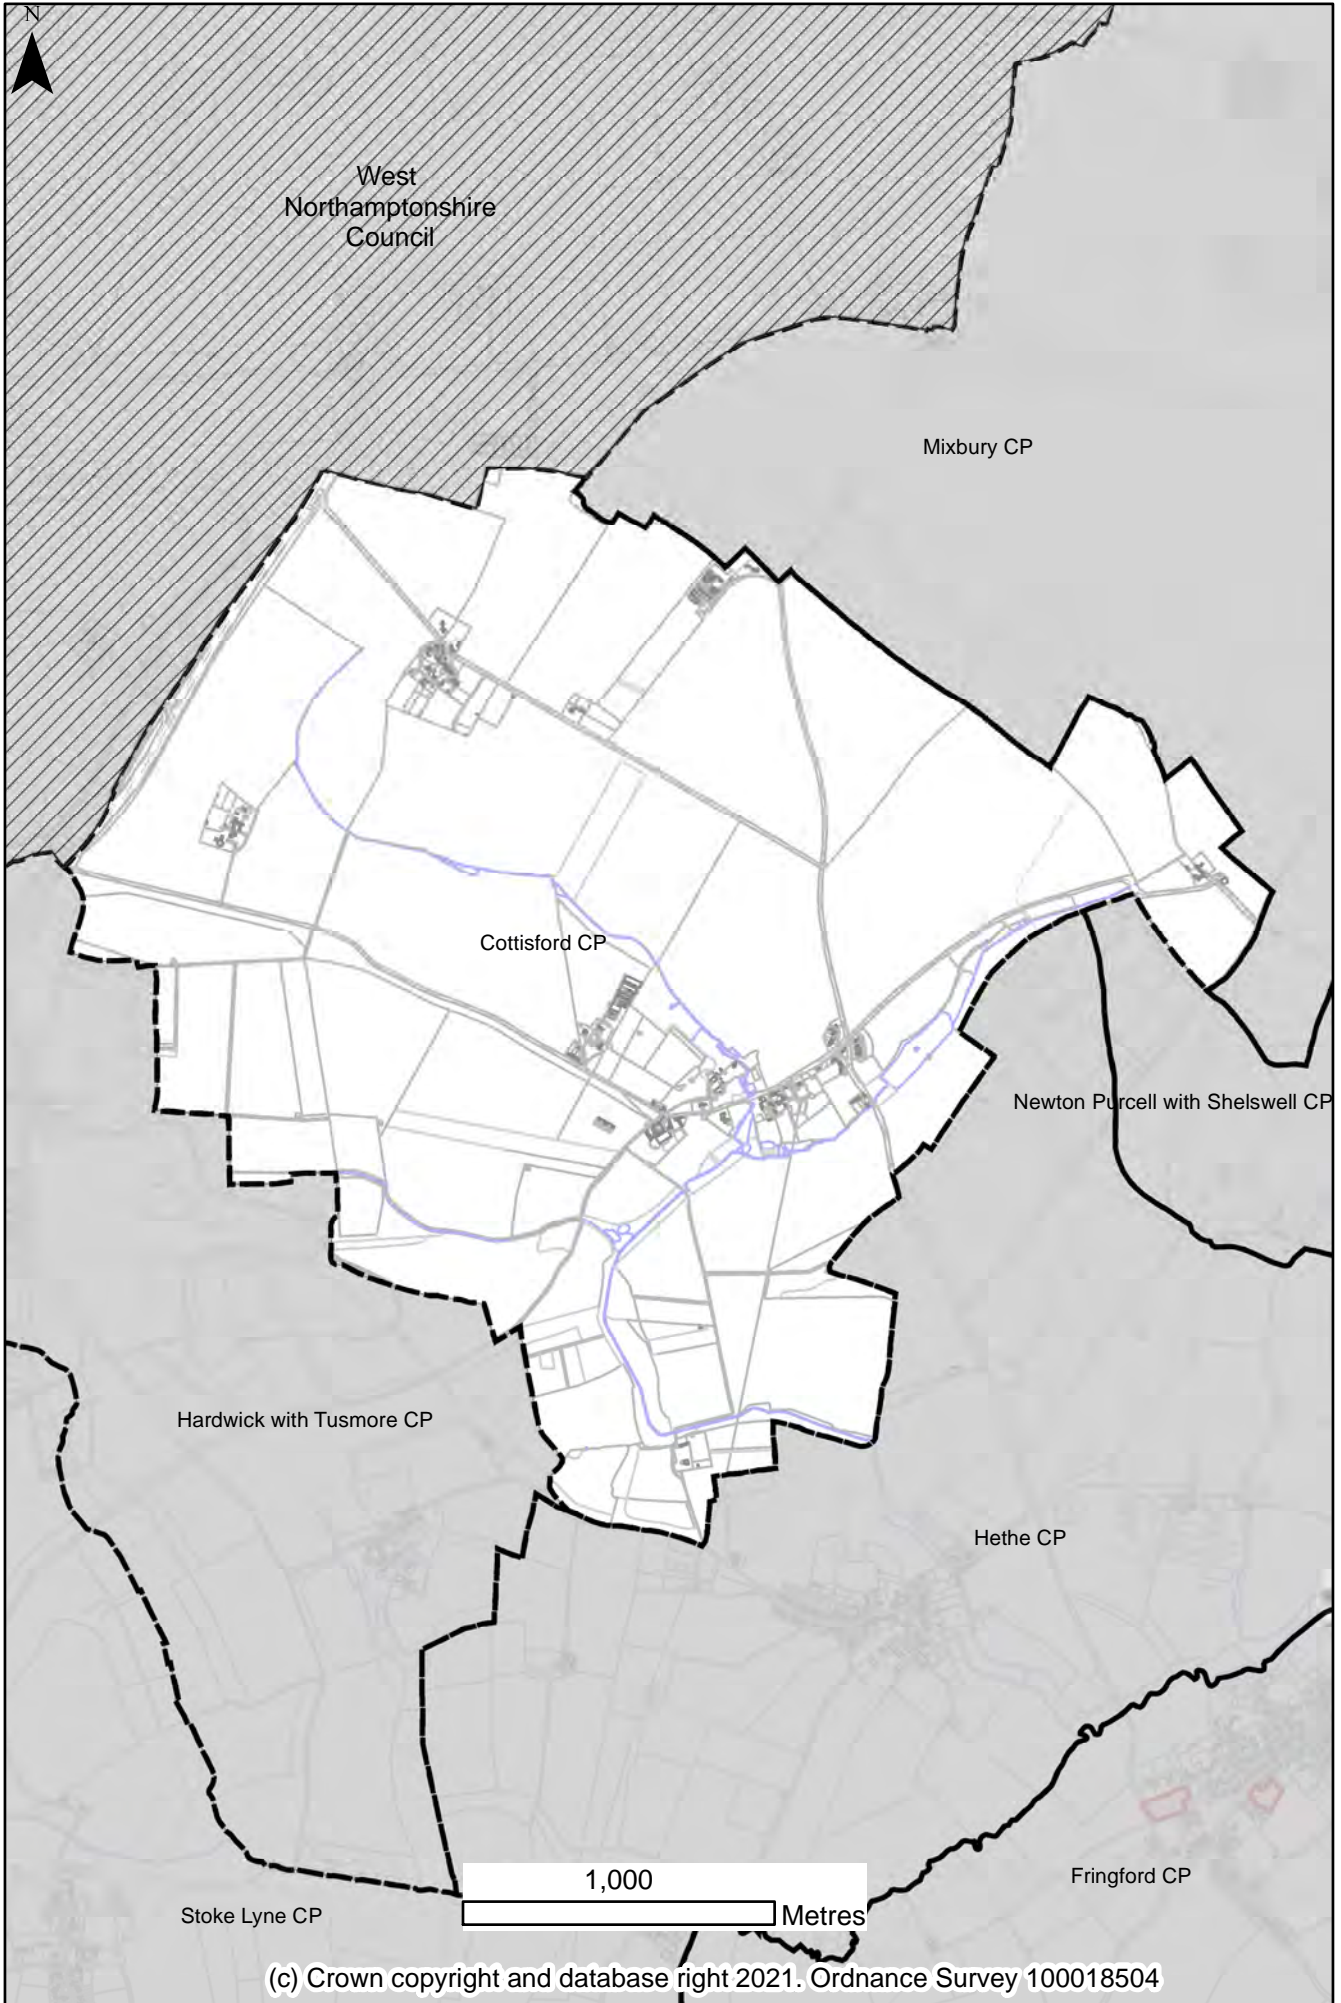 N
West
Northamptonshire
Council
Mixbury CP
Cottisford CP
Newton Purcell with Shelswell CP
Hardwick with Tusmore CP
Hethe CP
Fringford CP
Stoke Lyne CP
1,000
Metres
(c) Crown copyright and database right 2021. Ordnance Survey 100018504